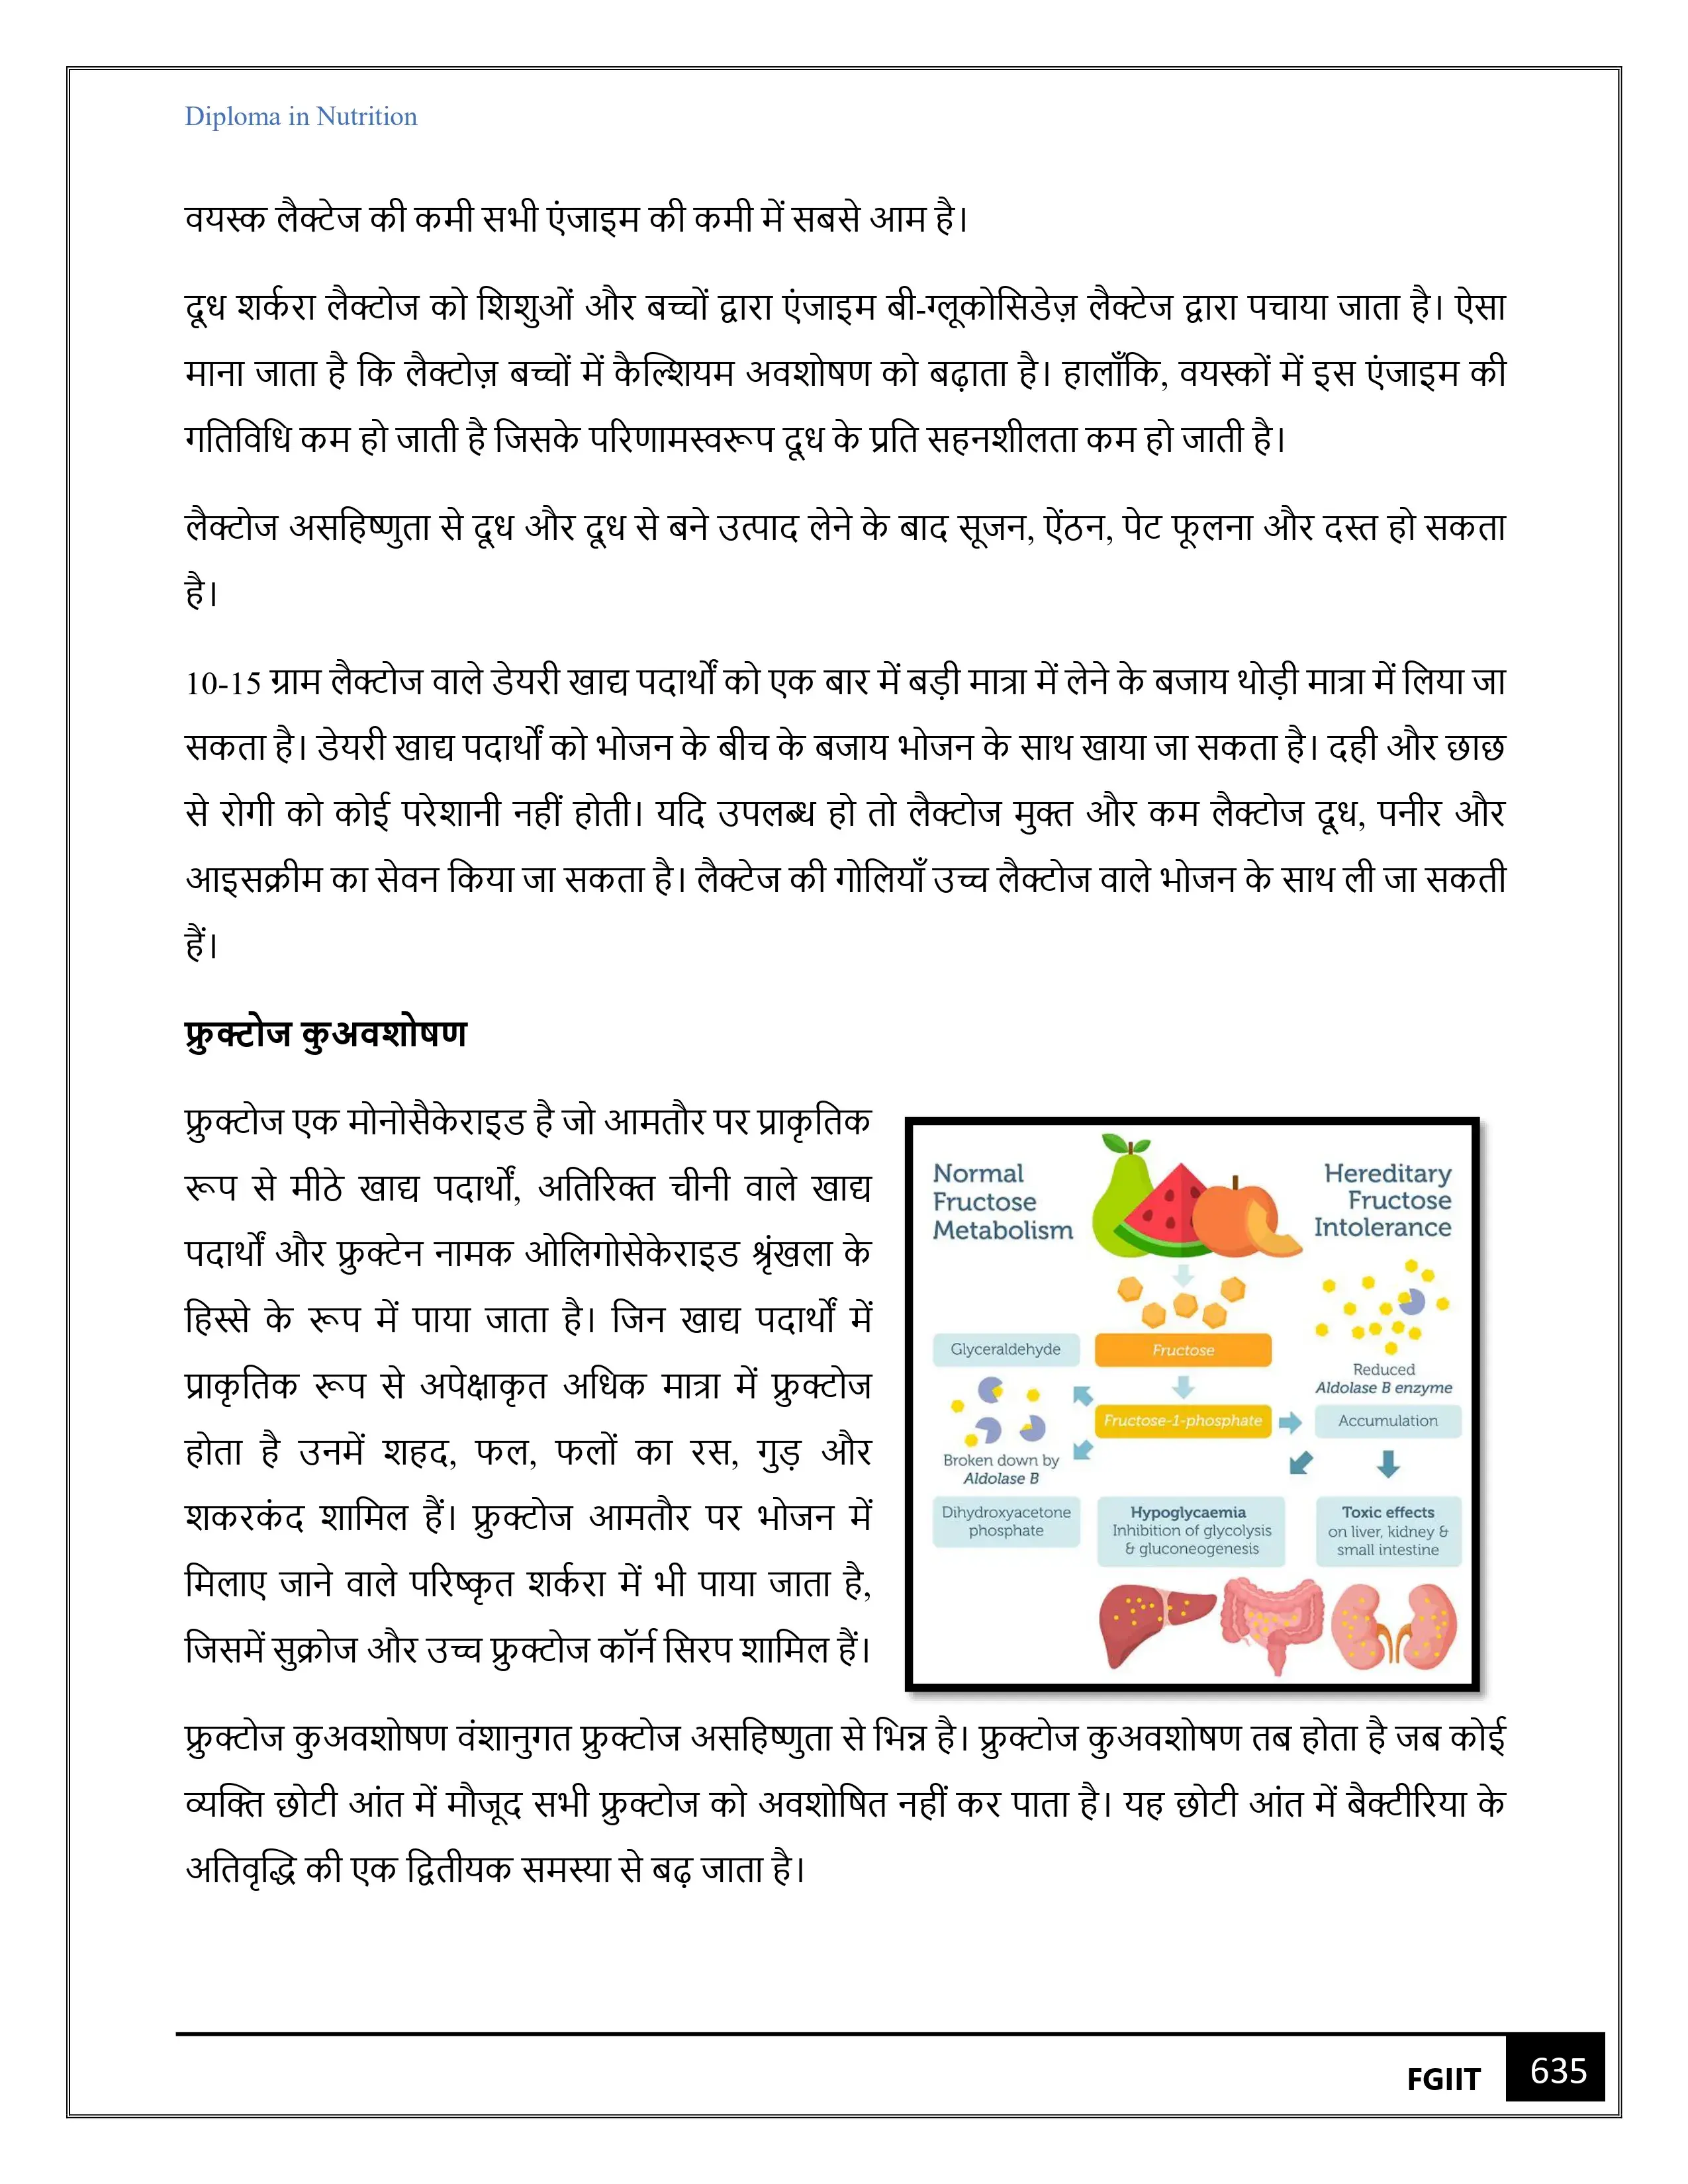 Diploma in Nutrition
वयस्क लैक्टेज की कमी सभी एंजाइम की कमी में सबसे आम है।
दूध शर्करा लैक्टोज को शिशुओं और बच्चों द्वारा एंजाइम बी-ग्लूकोसिडेज़ लैक्टेज द्वारा पचाया जाता है। ऐसा
माना जाता है कि लैक्टोज़ बच्चों में कैल्शियम अवशोषण को बढ़ाता है। हालाँकि, वयस्कों में इस एंजाइम की
गतिविधि कम हो जाती है जिसके परिणामस्वरूप दूध के प्रति सहनशीलता कम हो जाती है।
लैक्टोज असहिष्णुता से दूध और दूध से बने उत्पाद लेने के बाद सूजन, ऐंठन, पेट फूलना और दस्त हो सकता
है।
10-15 ग्राम लैक्टोज वाले डेयरी खाद्य पदार्थों को एक बार में बड़ी मात्रा में लेने के बजाय थोड़ी मात्रा में लिया जा
सकता है। डेयरी खाद्य पदार्थों को भोजन के बीच के बजाय भोजन के साथ खाया जा सकता है। दही और छाछ
से रोगी को कोई परेशानी नहीं होती। यदि उपलब्ध हो तो लैक्टोज मुक्त और कम लैक्टोज दूध, पनीर और
आइसक्रीम का सेवन किया जा सकता है। लैक्टेज की गोलियाँ उच्च लैक्टोज वाले भोजन के साथ ली जा सकती
हैं।
फ्रुक्टोज कुअवशोषण
फ्रुक्टोज एक मोनोसैकेराइड है जो आमतौर पर प्राकृतिक
रूप से मीठे खाद्य पदार्थों, अतिरिक्त चीनी वाले खाद्य
पदार्थों और फ्रुक्टेन नामक ओलिगोसेकेराइड श्रृंखला के
हिस्से के रूप में पाया जाता है। जिन खाद्य पदार्थों में
प्राकृतिक रूप से अपेक्षाकृत अधिक मात्रा में फ्रुक्टोज
होता है उनमें शहद, फल, फलों का रस, गुड़ और
शकरकंद शामिल हैं। फ्रुक्टोज आमतौर पर भोजन में
मिलाए जाने वाले परिष्कृत शर्करा में भी पाया जाता है,
जिसमें सुक्रोज और उच्च फ्रुक्टोज कॉर्न सिरप शामिल हैं।
Normal
Fructose
Metabolism
Hereditary
Fructose
Intolerance
Glyceraldehyde
Fructose
Reduced
Aldolase B enzyme
Fructose-1-phosphate
Accumulation
Broken down by
Aldolase B
Dihydroxyacetone
phosphate
Hypoglycaemia
Inhibition of glycolysis
& gluconeogenesis
Toxic effects
on liver, kidney &
small intestine
फ्रुक्टोज कुअवशोषण वंशानुगत फ्रुक्टोज असहिष्णुता से भिन्न है। फ्रुक्टोज कुअवशोषण तब होता है जब कोई
व्यक्ति छोटी आंत में मौजूद सभी फ्रुक्टोज को अवशोषित नहीं कर पाता है। यह छोटी आंत में बैक्टीरिया के
अतिवृद्धि की एक द्वितीयक समस्या से बढ़ जाता है।
FGIIT
635